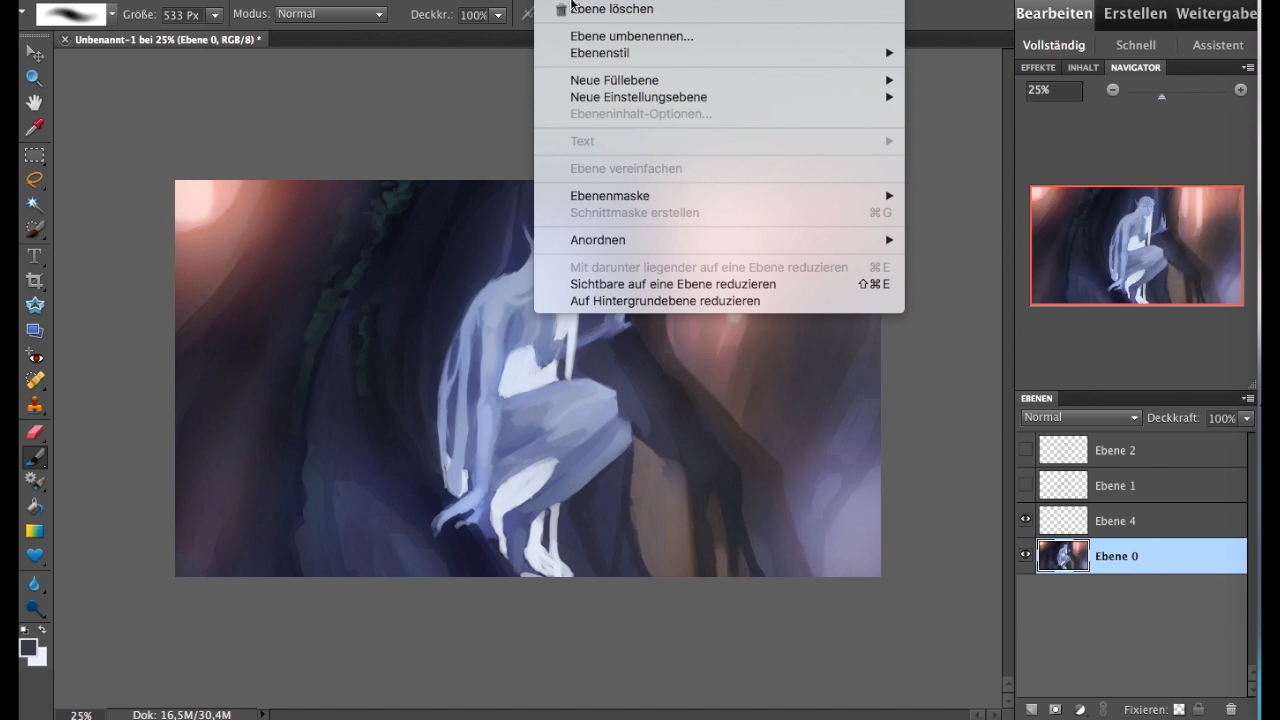 Größe: 533 Px Modus: Normal Deckkr.: 100%
Unbenannt-1 bei 25% (Ebene 0, RGB/8) *
Ebene löschen
Ebene umbenennen...
Ebenenstil
Neue Füllebene
Neue Einstellungsebene
Ebeneninhalt-Optionen...
Text
Ebene vereinfachen
Ebenenmaske
Schnittmaske erstellen ⌘G
Anordnen
Mit darunter liegender auf eine Ebene reduzieren ⌘E
Sichtbare auf eine Ebene reduzieren ⇧⌘E
Auf Hintergrundebene reduzieren
Bearbeiten Erstellen Weitergabe
Vollständig Schnell Assistent
EFFEKTE INHALT NAVIGATOR
25%
EBENEN
Normal Deckkraft: 100%
Ebene 2
Ebene 1
Ebene 4
Ebene 0
Fixieren:
25% Dok: 16,5M/30,4M